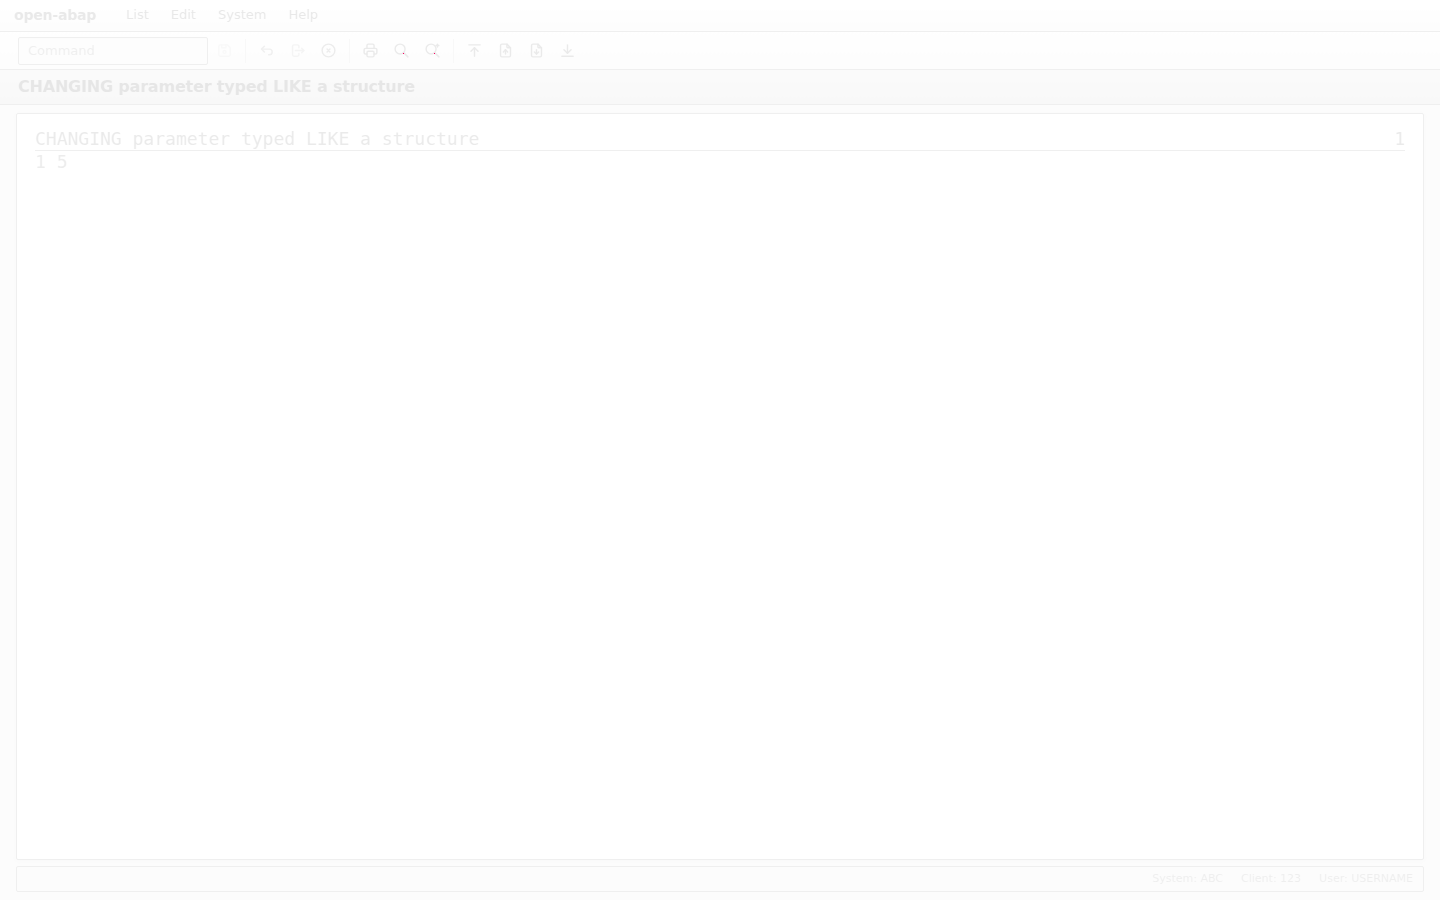 open-abap List Edit System Help
Command
CHANGING parameter typed LIKE a structure
CHANGING parameter typed LIKE a structure 1
1 5
System: ABC Client: 123 User: USERNAME